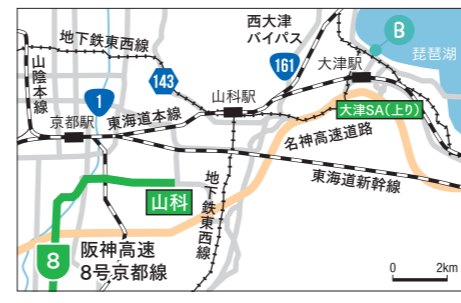 地下鉄東西線
西大津
バイパス
B
琵琶湖
143
161
大津駅
山陰本線
1
山科駅
京都駅
東海道本線
大津SA(上り)
名神高速道路
東海道新幹線
山科
地下鉄東西線
8
阪神高速
8号京都線
0 2km